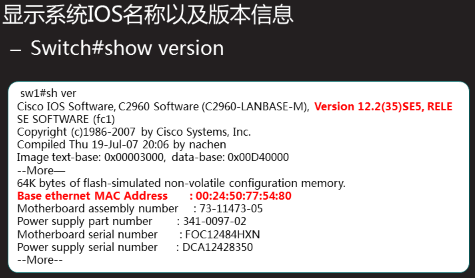 显示系统IOS名称以及版本信息
– Switch#show version
sw1#sh ver
Cisco IOS Software, C2960 Software (C2960-LANBASE-M), Version 12.2(35)SE5, RELE
SE SOFTWARE (fc1)
Copyright (c)1986-2007 by Cisco Systems, Inc.
Compiled Thu 19-Jul-07 20:06 by nachen
Image text-base: 0x00003000, data-base: 0x00D40000
--More—
64K bytes of flash-simulated non-volatile configuration memory.
Base ethernet MAC Address : 00:24:50:77:54:80
Motherboard assembly number : 73-11473-05
Power supply part number : 341-0097-02
Motherboard serial number : FOC12484HXN
Power supply serial number : DCA12428350
--More--